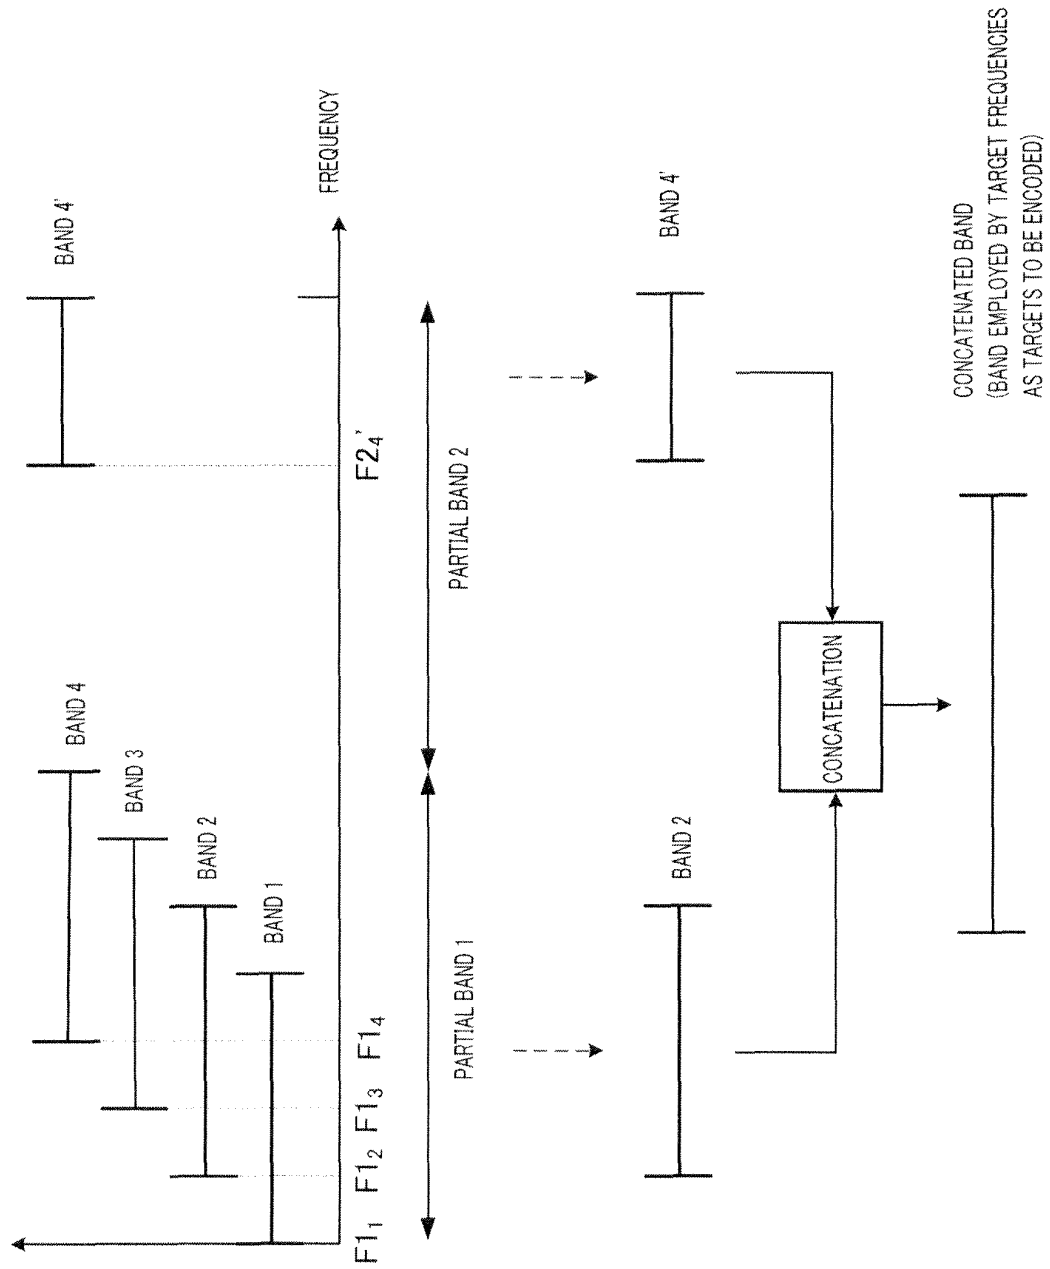 BAND 4
BAND 4'
BAND 3
BAND 2
BAND 1
FREQUENCY
F1₁
F1₂
F1₃
F1₄
F2₄'
PARTIAL BAND 1
PARTIAL BAND 2
BAND 2
BAND 4'
CONCATENATION
CONCATENATED BAND
(BAND EMPLOYED BY TARGET FREQUENCIES
AS TARGETS TO BE ENCODED)